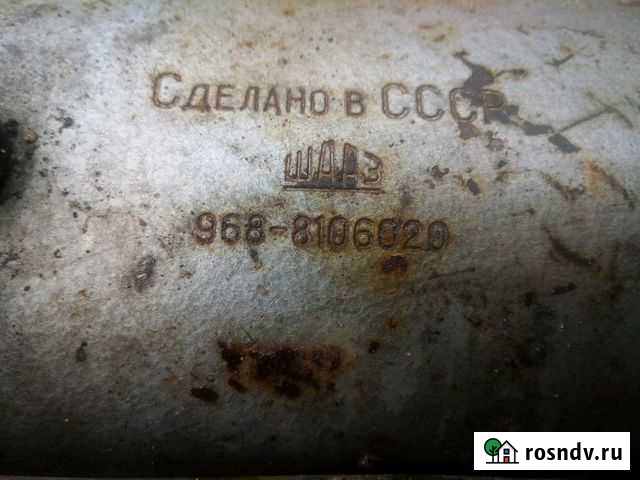 Сделано в СССР
ШААЗ
968-8106020
rosndv.ru